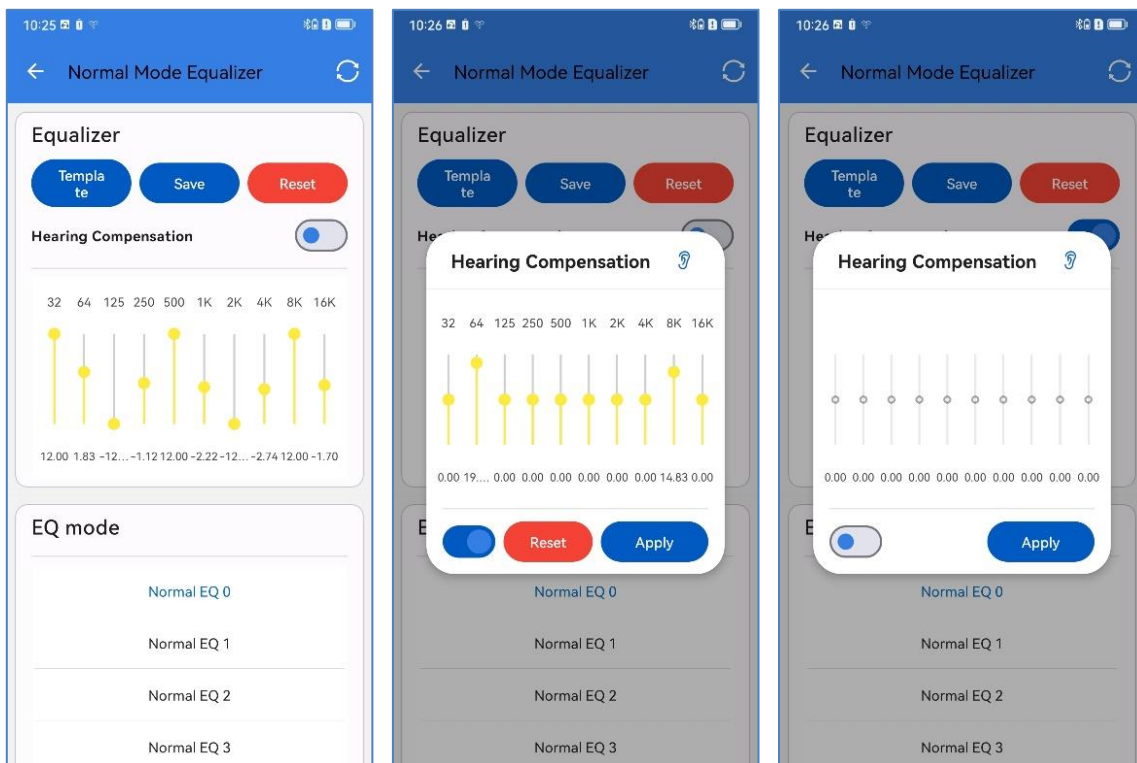 10:25
Normal Mode Equalizer
Equalizer
Templa
te
Save
Reset
Hearing Compensation
32 64 125 250 500 1K 2K 4K 8K 16K
12.00 1.83 -12... -1.12 12.00 -2.22 -12... -2.74 12.00 -1.70
EQ mode
Normal EQ 0
Normal EQ 1
Normal EQ 2
Normal EQ 3
10:26
Normal Mode Equalizer
Equalizer
Templa
te
Save
Reset
Hearing Compensation
32 64 125 250 500 1K 2K 4K 8K 16K
0.00 19.... 0.00 0.00 0.00 0.00 0.00 0.00 14.83 0.00
Reset
Apply
Normal EQ 0
Normal EQ 1
Normal EQ 2
Normal EQ 3
10:26
Normal Mode Equalizer
Equalizer
Templa
te
Save
Reset
Hearing Compensation
0.00 0.00 0.00 0.00 0.00 0.00 0.00 0.00 0.00 0.00
Apply
Normal EQ 0
Normal EQ 1
Normal EQ 2
Normal EQ 3